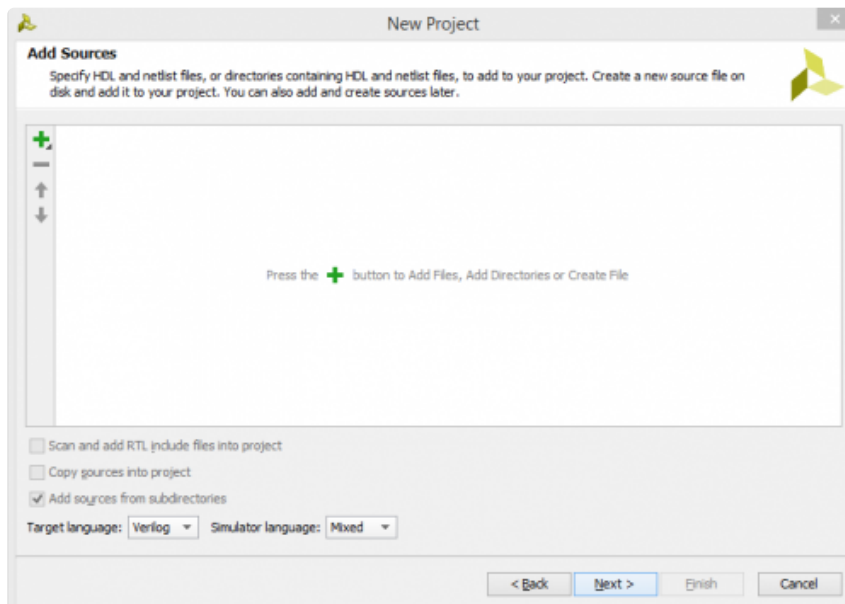 New Project
Add Sources
Specify HDL and netlist files, or directories containing HDL and netlist files, to add to your project. Create a new source file on
disk and add it to your project. You can also add and create sources later.
Press the button to Add Files, Add Directories or Create File
Scan and add RTL include files into project
Copy sources into project
Add sources from subdirectories
Target language: Verilog Simulator language: Mixed
< Back Next > Finish Cancel